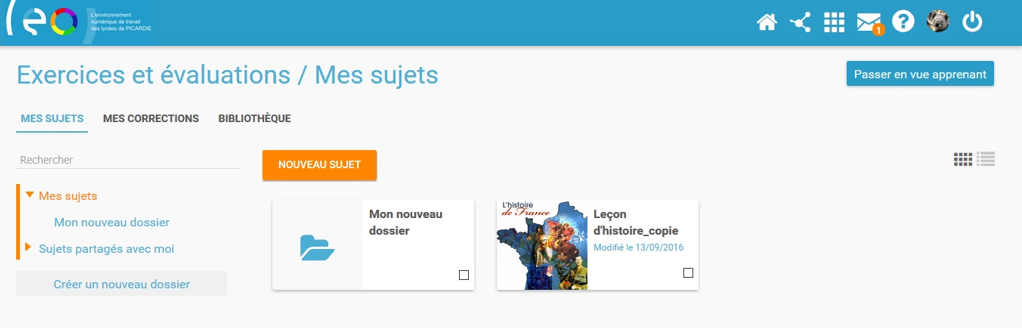 L'environnement
numérique de travail
des lycées de PICARDIE
1
Exercices et évaluations / Mes sujets
Passer en vue apprenant
MES SUJETS
MES CORRECTIONS
BIBLIOTHÈQUE
Rechercher
NOUVEAU SUJET
Mes sujets
Mon nouveau dossier
Sujets partagés avec moi
Créer un nouveau dossier
Mon nouveau
dossier
L'histoire
de France
Leçon
d'histoire_copie
Modifié le 13/09/2016